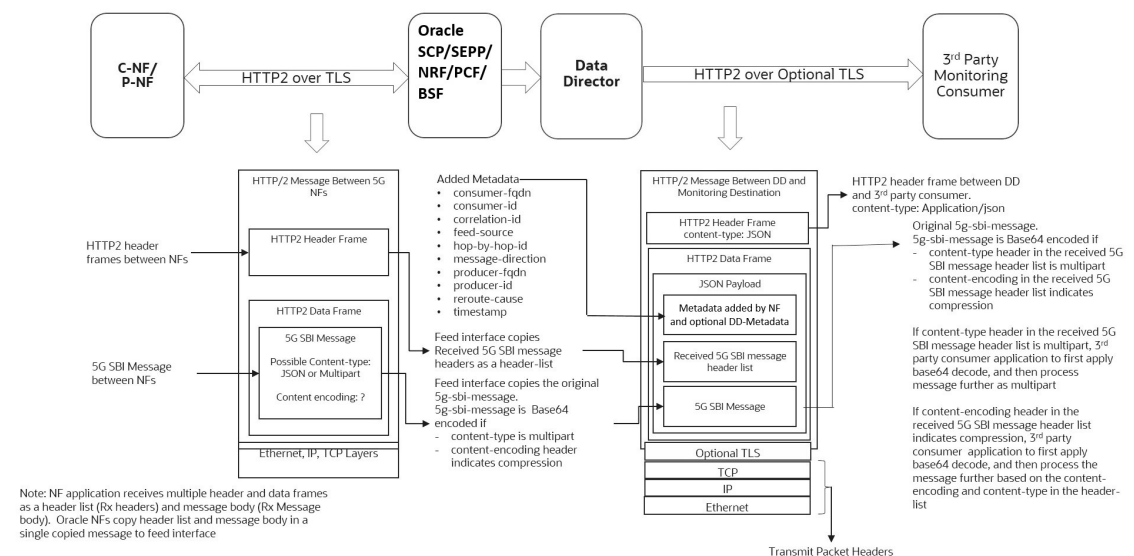 C-NF/
P-NF
HTTP2 over TLS
Oracle
SCP/SEPP/
NRF/PCF/
BSF
Data
Director
HTTP2 over Optional TLS
3rd Party
Monitoring
Consumer
HTTP2 header
frames between NFs
5G SBI Message
between NFs
HTTP/2 Message Between 5G
NFs
HTTP2 Header Frame
HTTP2 Data Frame
5G SBI Message
Possible Content-type:
JSON or Multipart
Content encoding: ?
Ethernet, IP, TCP Layers
Added Metadata
• consumer-fqdn
• consumer-id
• correlation-id
• feed-source
• hop-by-hop-id
• message-direction
• producer-fqdn
• producer-id
• reroute-cause
• timestamp
Feed interface copies
Received 5G SBI message
headers as a header-list
Feed interface copies the original
5g-sbi-message.
5g-sbi-message is Base64
encoded if
- content-type is multipart
- content-encoding header
indicates compression
HTTP/2 Message Between DD and
Monitoring Destination
HTTP2 Header Frame
content-type: JSON
HTTP2 Data Frame
JSON Payload
Metadata added by NF
and optional DD-Metadata
Received 5G SBI message
header list
5G SBI Message
Optional TLS
TCP
IP
Ethernet
Transmit Packet Headers
HTTP2 header frame between DD
and 3rd party consumer.
content-type: Application/json
Original 5g-sbi-message.
5g-sbi-message is Base64 encoded if
- content-type header in the received 5G
SBI message header list is multipart
- content-encoding in the received 5G
SBI message header list indicates
compression
If content-type header in the received 5G
SBI message header list is multipart, 3rd
party consumer application to first apply
base64 decode, and then process
message further as multipart
If content-encoding header in the
received 5G SBI message header list
indicates compression, 3rd party
consumer application to first apply
base64 decode, and then process the
message further based on the content-
encoding and content-type in the header-
list
Note: NF application receives multiple header and data frames
as a header list (Rx headers) and message body (Rx Message
body). Oracle NFs copy header list and message body in a
single copied message to feed interface